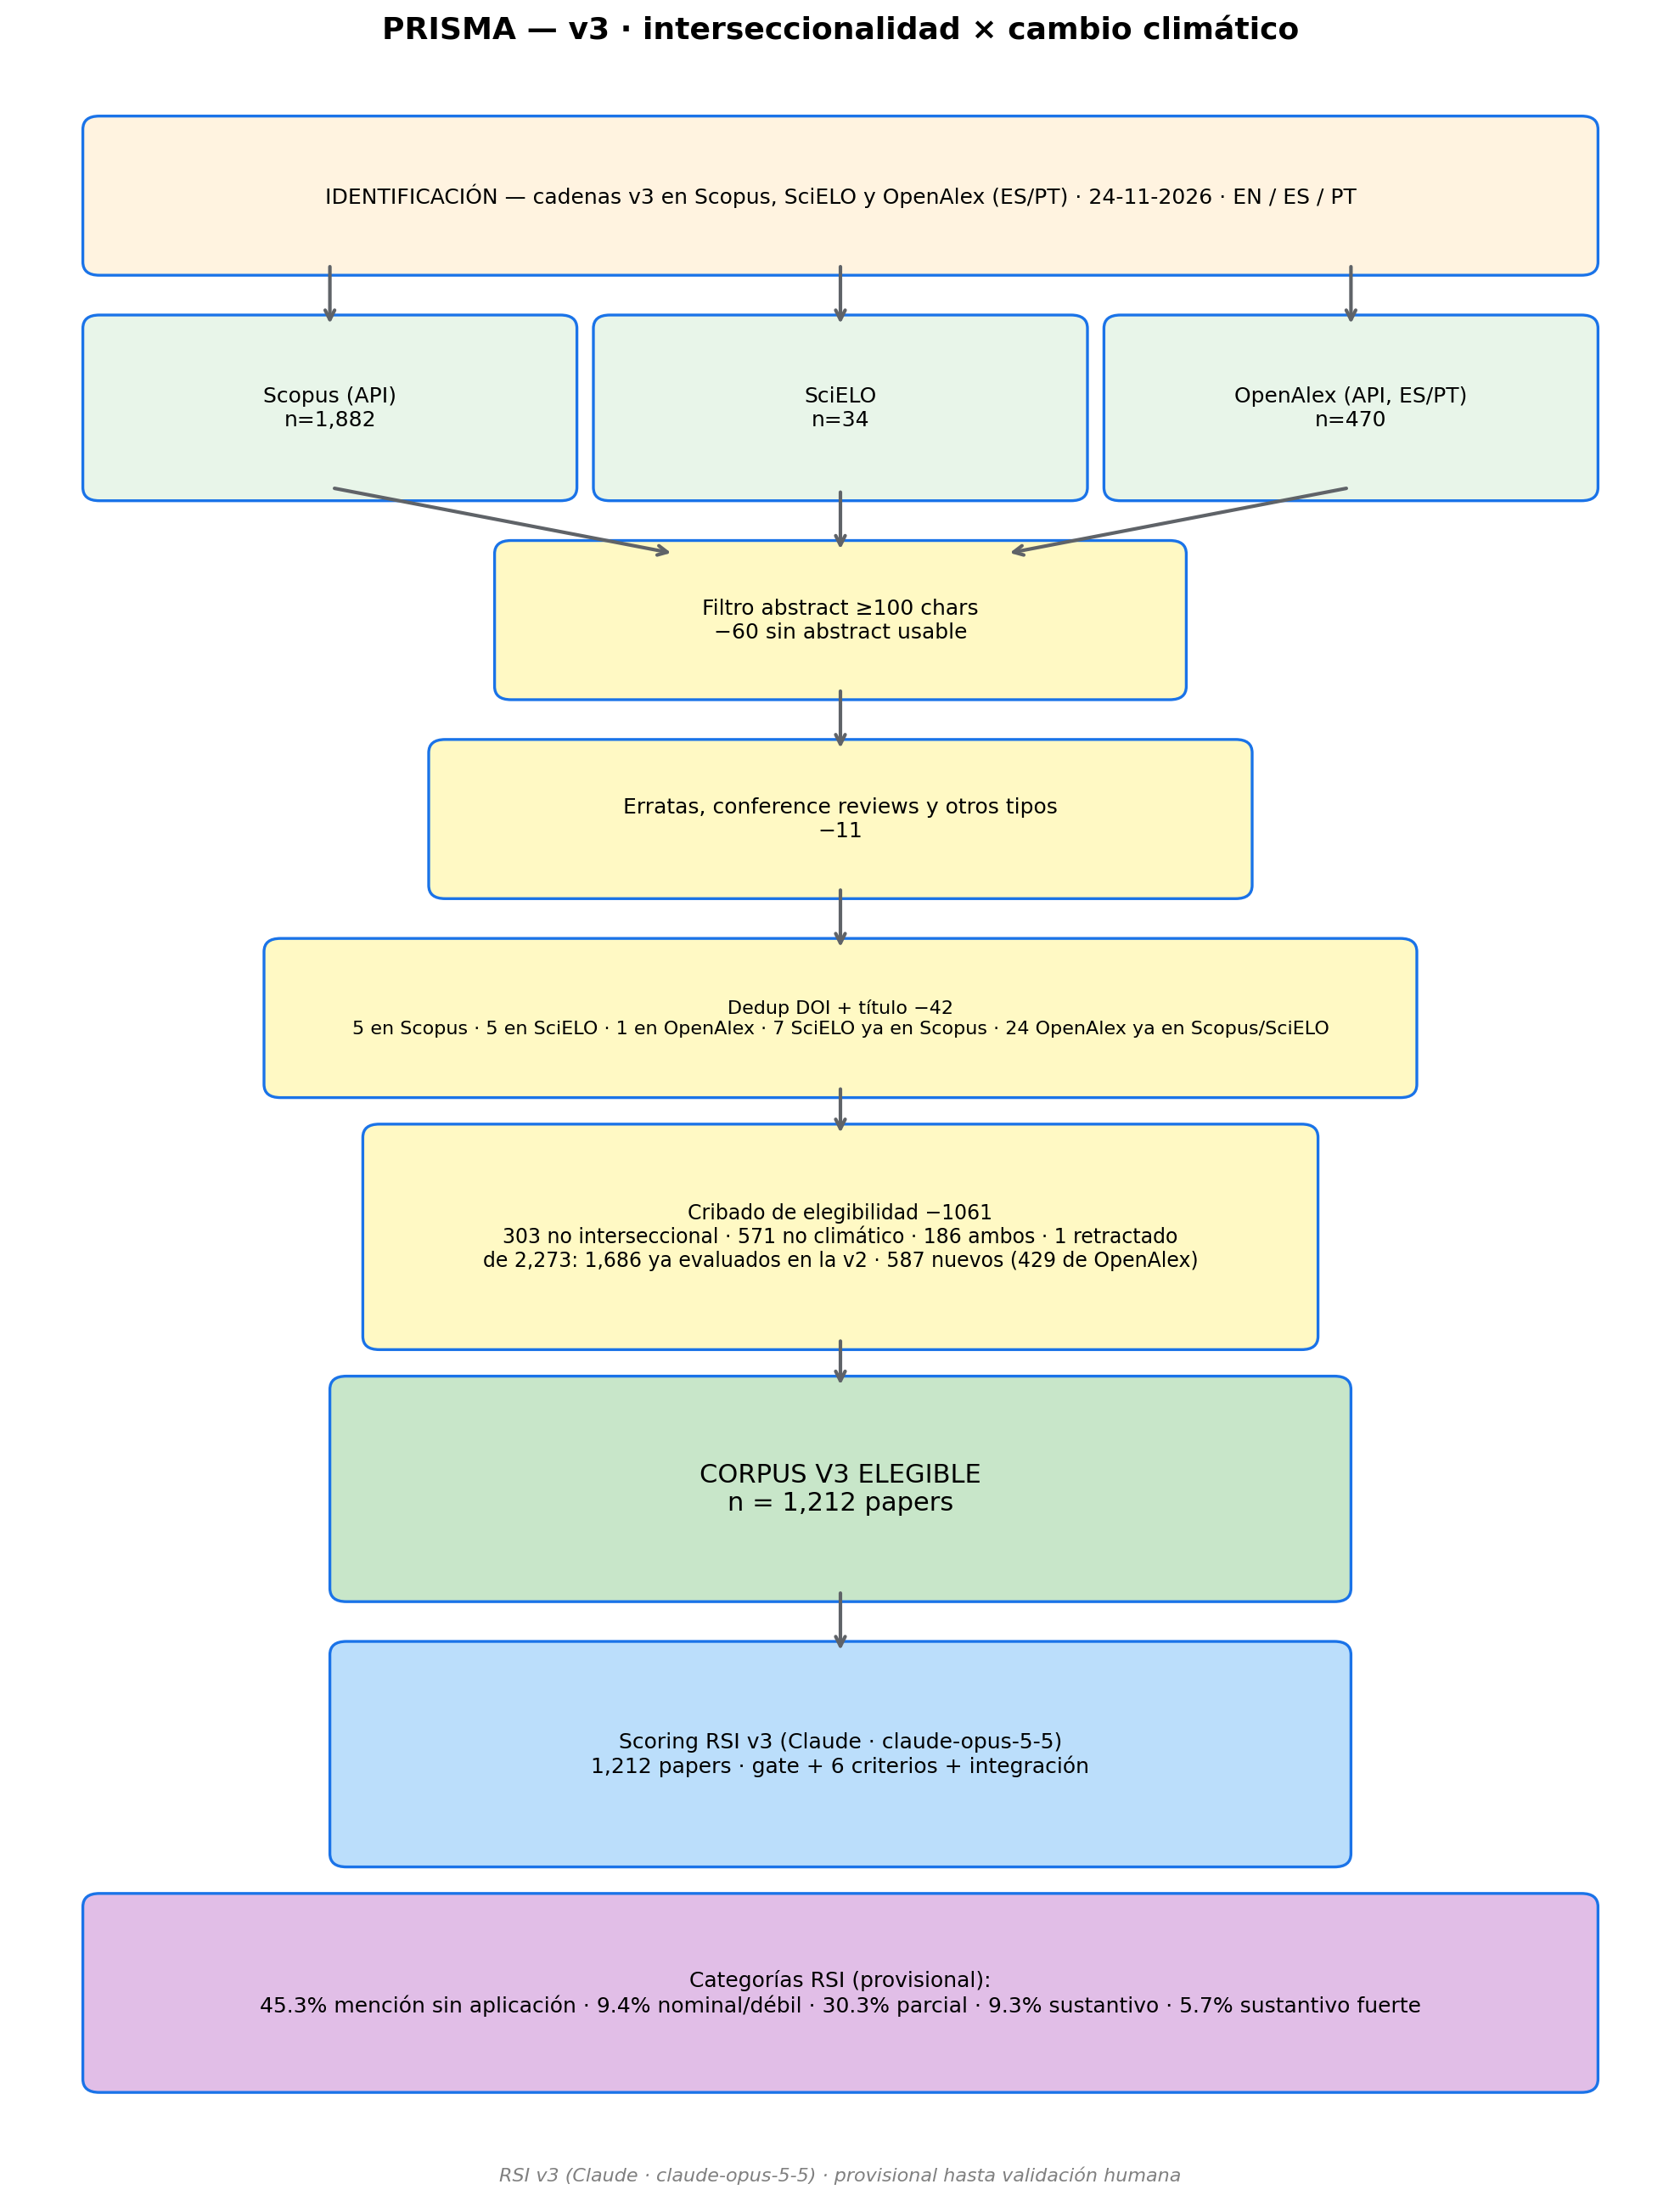 PRISMA — v3 · interseccionalidad × cambio climático
IDENTIFICACIÓN — cadenas v3 en Scopus, SciELO y OpenAlex (ES/PT) · 24-11-2026 · EN / ES / PT
Scopus (API)
n=1,882
SciELO
n=34
OpenAlex (API, ES/PT)
n=470
Filtro abstract ≥100 chars
−60 sin abstract usable
Erratas, conference reviews y otros tipos
−11
Dedup DOI + título −42
5 en Scopus · 5 en SciELO · 1 en OpenAlex · 7 SciELO ya en Scopus · 24 OpenAlex ya en Scopus/SciELO
Cribado de elegibilidad −1061
303 no interseccional · 571 no climático · 186 ambos · 1 retractado
de 2,273: 1,686 ya evaluados en la v2 · 587 nuevos (429 de OpenAlex)
CORPUS V3 ELEGIBLE
n = 1,212 papers
Scoring RSI v3 (Claude · claude-opus-5-5)
1,212 papers · gate + 6 criterios + integración
Categorías RSI (provisional):
45.3% mención sin aplicación · 9.4% nominal/débil · 30.3% parcial · 9.3% sustantivo · 5.7% sustantivo fuerte
RSI v3 (Claude · claude-opus-5-5) · provisional hasta validación humana